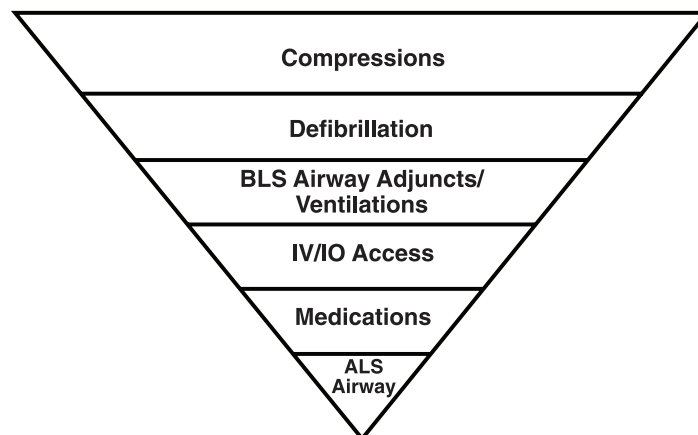 Compressions
Defibrillation
BLS Airway Adjuncts/
Ventilations
IV/IO Access
Medications
ALS
Airway